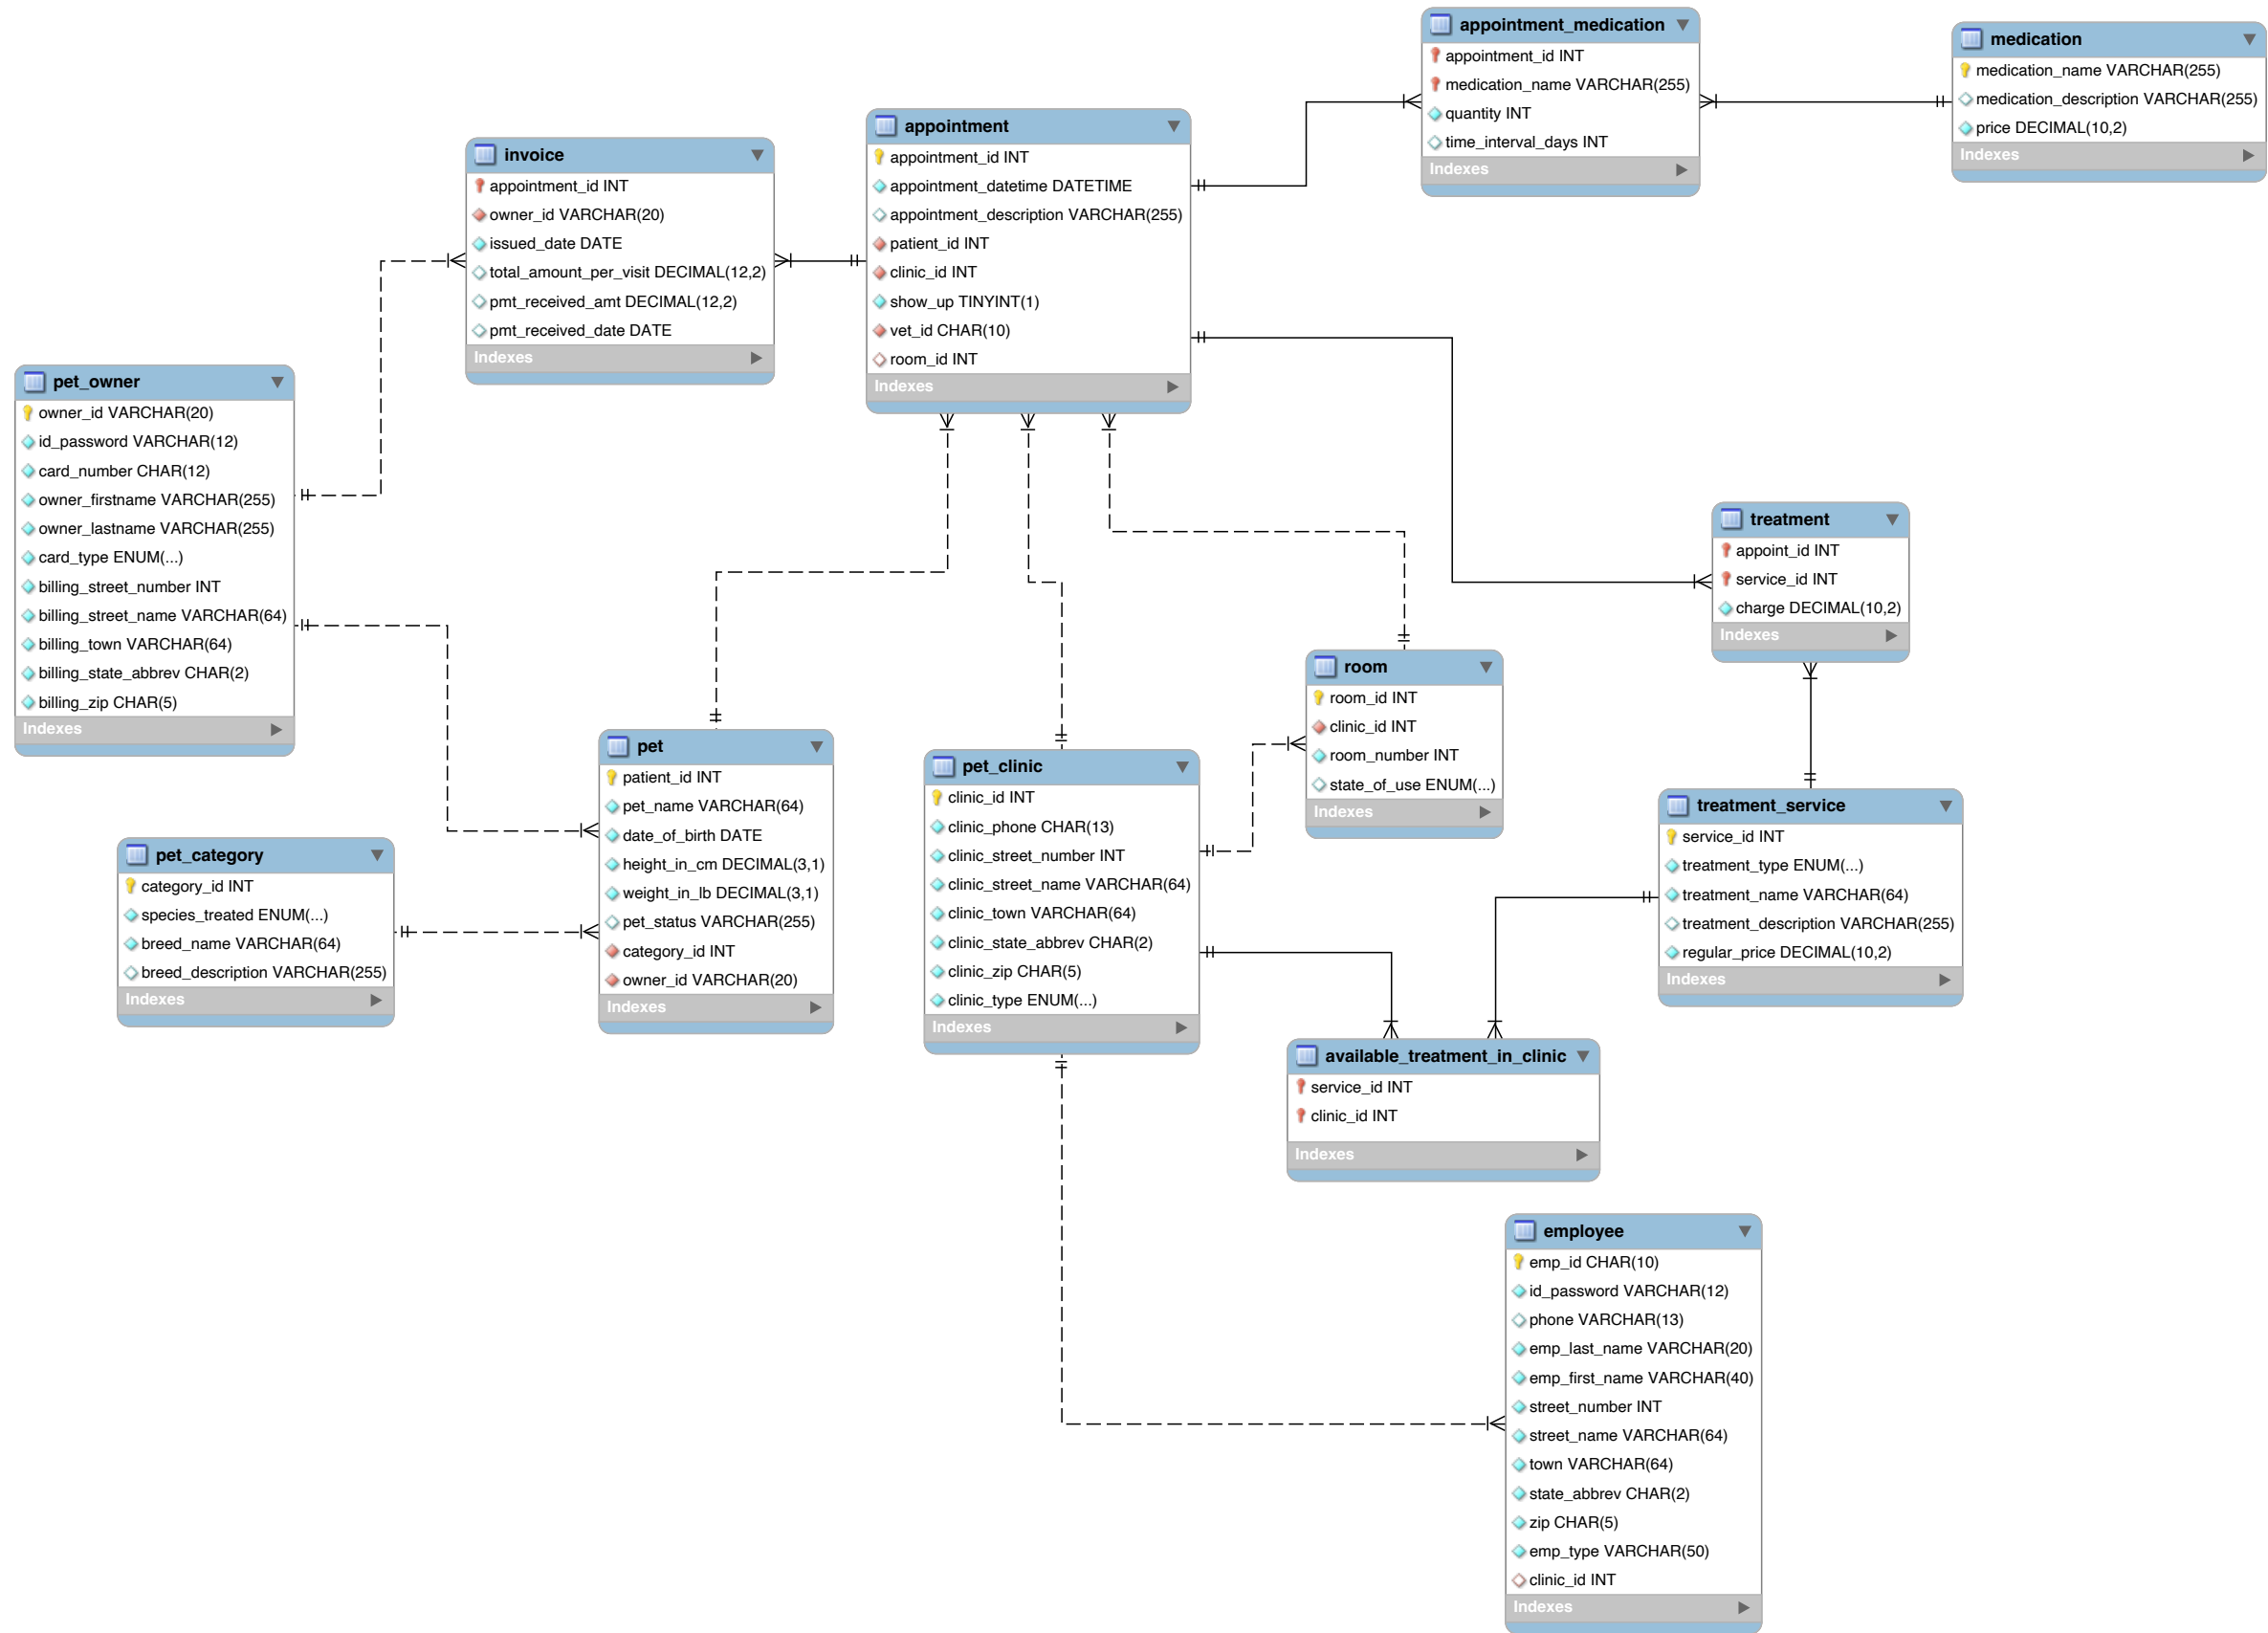 appointment_medication
appointment_id INT
medication_name VARCHAR(255)
quantity INT
time_interval_days INT
Indexes
medication
medication_name VARCHAR(255)
medication_description VARCHAR(255)
price DECIMAL(10,2)
Indexes
appointment
appointment_id INT
appointment_datetime DATETIME
appointment_description VARCHAR(255)
patient_id INT
clinic_id INT
show_up TINYINT(1)
vet_id CHAR(10)
room_id INT
Indexes
invoice
appointment_id INT
owner_id VARCHAR(20)
issued_date DATE
total_amount_per_visit DECIMAL(12,2)
pmt_received_amt DECIMAL(12,2)
pmt_received_date DATE
Indexes
pet_owner
owner_id VARCHAR(20)
id_password VARCHAR(12)
card_number CHAR(12)
owner_firstname VARCHAR(255)
owner_lastname VARCHAR(255)
card_type ENUM(...)
billing_street_number INT
billing_street_name VARCHAR(64)
billing_town VARCHAR(64)
billing_state_abbrev CHAR(2)
billing_zip CHAR(5)
Indexes
treatment
appoint_id INT
service_id INT
charge DECIMAL(10,2)
Indexes
room
room_id INT
clinic_id INT
room_number INT
state_of_use ENUM(...)
Indexes
pet
patient_id INT
pet_name VARCHAR(64)
date_of_birth DATE
height_in_cm DECIMAL(3,1)
weight_in_lb DECIMAL(3,1)
pet_status VARCHAR(255)
category_id INT
owner_id VARCHAR(20)
Indexes
pet_clinic
clinic_id INT
clinic_phone CHAR(13)
clinic_street_number INT
clinic_street_name VARCHAR(64)
clinic_town VARCHAR(64)
clinic_state_abbrev CHAR(2)
clinic_zip CHAR(5)
clinic_type ENUM(...)
Indexes
treatment_service
service_id INT
treatment_type ENUM(...)
treatment_name VARCHAR(64)
treatment_description VARCHAR(255)
regular_price DECIMAL(10,2)
Indexes
pet_category
category_id INT
species_treated ENUM(...)
breed_name VARCHAR(64)
breed_description VARCHAR(255)
Indexes
available_treatment_in_clinic
service_id INT
clinic_id INT
Indexes
employee
emp_id CHAR(10)
id_password VARCHAR(12)
phone VARCHAR(13)
emp_last_name VARCHAR(20)
emp_first_name VARCHAR(40)
street_number INT
street_name VARCHAR(64)
town VARCHAR(64)
state_abbrev CHAR(2)
zip CHAR(5)
emp_type VARCHAR(50)
clinic_id INT
Indexes